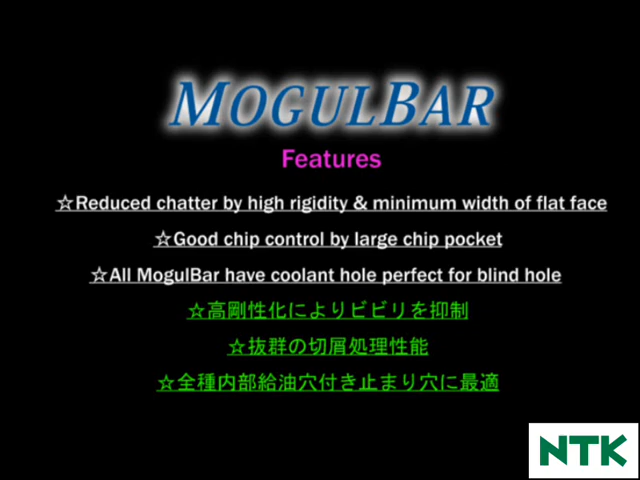 MOGULBAR
Features
☆Reduced chatter by high rigidity & minimum width of flat face
☆Good chip control by large chip pocket
☆All MogulBar have coolant hole perfect for blind hole
☆高剛性化によりビビリを抑制
☆抜群の切屑処理性能
☆全種内部給油穴付き止まり穴に最適
NTK